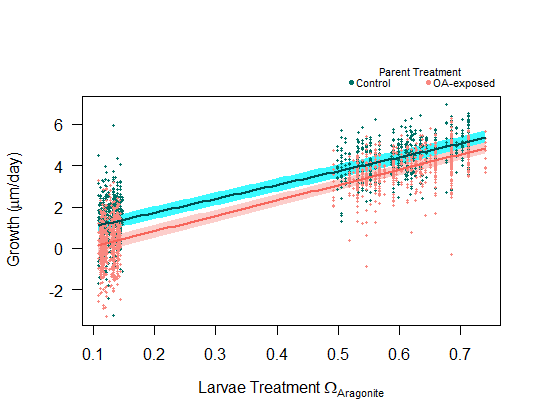 Parent Treatment
Control OA-exposed
6
4
2
0
-2
Growth (μm/day)
0.1 0.2 0.3 0.4 0.5 0.6 0.7
Larvae Treatment ΩAragonite